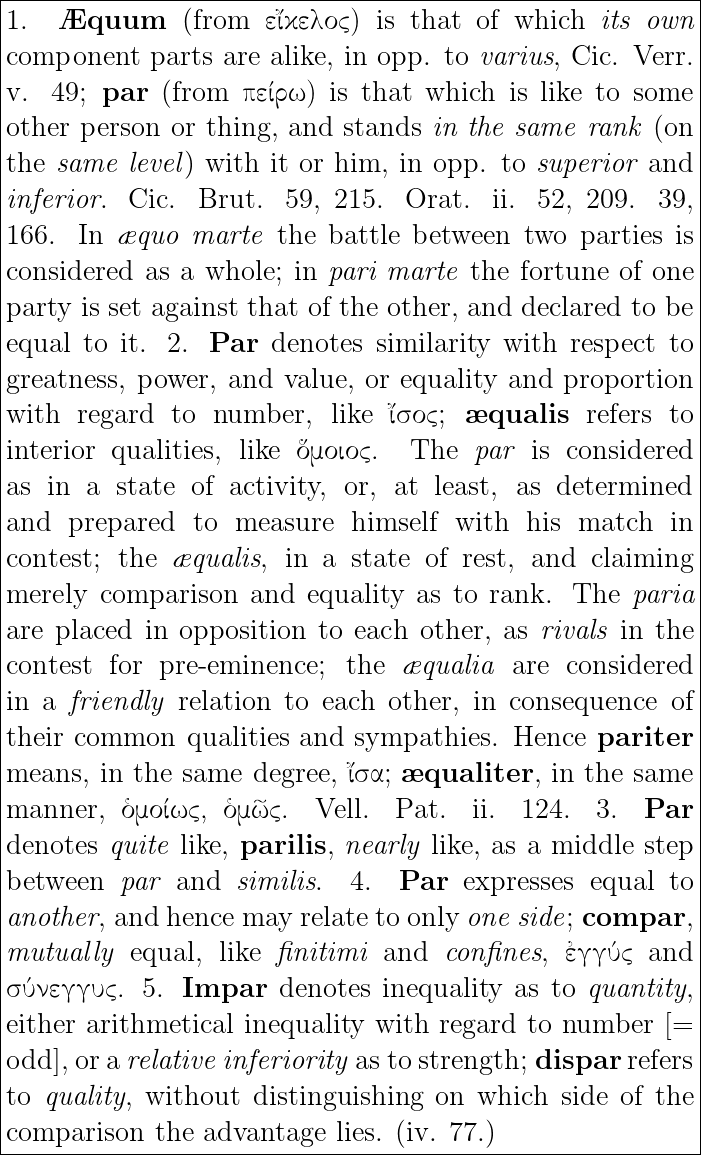 1. Æquum (from εἴκελος) is that of which its own
component parts are alike, in opp. to varius, Cic. Verr.
v. 49; par (from πείρω) is that which is like to some
other person or thing, and stands in the same rank (on
the same level) with it or him, in opp. to superior and
inferior. Cic. Brut. 59, 215. Orat. ii. 52, 209. 39,
166. In æquo marte the battle between two parties is
considered as a whole; in pari marte the fortune of one
party is set against that of the other, and declared to be
equal to it. 2. Par denotes similarity with respect to
greatness, power, and value, or equality and proportion
with regard to number, like ἴσος; æqualis refers to
interior qualities, like ὅμοιος. The par is considered
as in a state of activity, or, at least, as determined
and prepared to measure himself with his match in
contest; the æqualis, in a state of rest, and claiming
merely comparison and equality as to rank. The paria
are placed in opposition to each other, as rivals in the
contest for pre-eminence; the æqualia are considered
in a friendly relation to each other, in consequence of
their common qualities and sympathies. Hence pariter
means, in the same degree, ἴσα; æqualiter, in the same
manner, ὁμοίως, ὁμῶς. Vell. Pat. ii. 124. 3. Par
denotes quite like, parilis, nearly like, as a middle step
between par and similis. 4. Par expresses equal to
another, and hence may relate to only one side; compar,
mutually equal, like finitimi and confines, ἐγγύς and
σύνεγγυς. 5. Impar denotes inequality as to quantity,
either arithmetical inequality with regard to number [=
odd], or a relative inferiority as to strength; dispar refers
to quality, without distinguishing on which side of the
comparison the advantage lies. (iv. 77.)